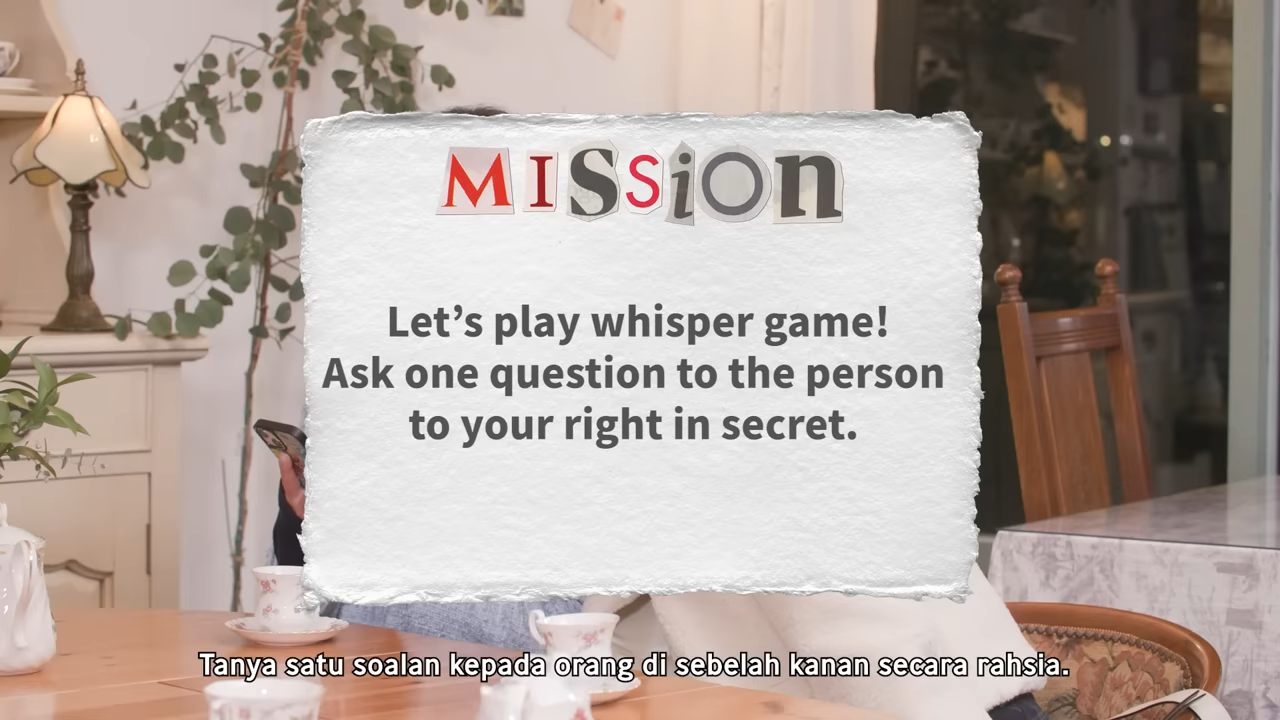 MISSiOn
Let’s play whisper game!
Ask one question to the person
to your right in secret.
Tanya satu soalan kepada orang di sebelah kanan secara rahsia.